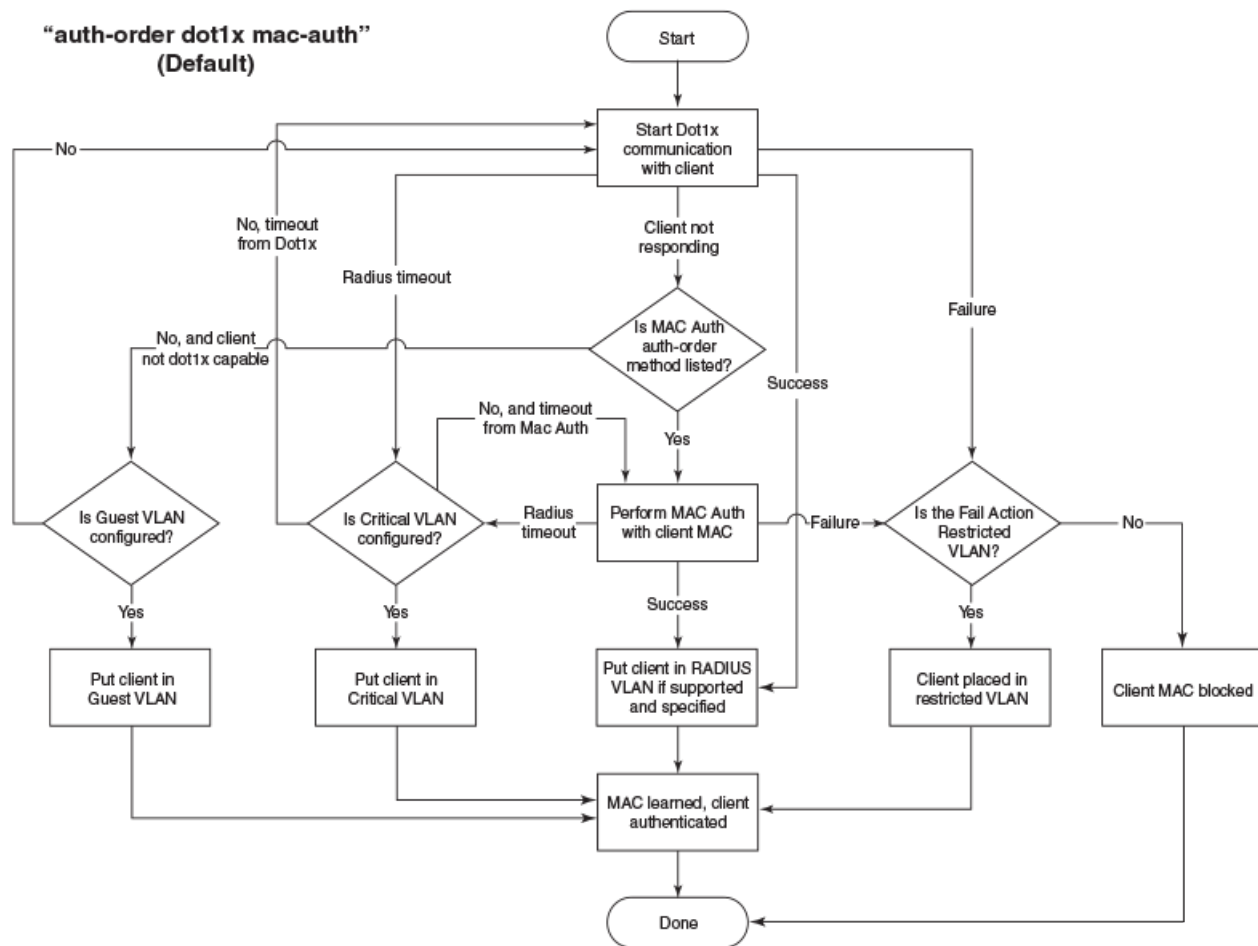 “auth-order dot1x mac-auth”
(Default)
Start
Start Dot1x
communication
with client
No
No, timeout
from Dot1x
Radius timeout
Client not
responding
Failure
No, and client
not dot1x capable
Is MAC Auth
auth-order
method listed?
Success
No, and timeout
from Mac Auth
Yes
Is Guest VLAN
configured?
Is Critical VLAN
configured?
Radius
timeout
Perform MAC Auth
with client MAC
Failure
Is the Fail Action
Restricted
VLAN?
No
Yes
Yes
Success
Yes
Put client in
Guest VLAN
Put client in
Critical VLAN
Put client in RADIUS
VLAN if supported
and specified
Client placed in
restricted VLAN
Client MAC blocked
MAC learned, client
authenticated
Done